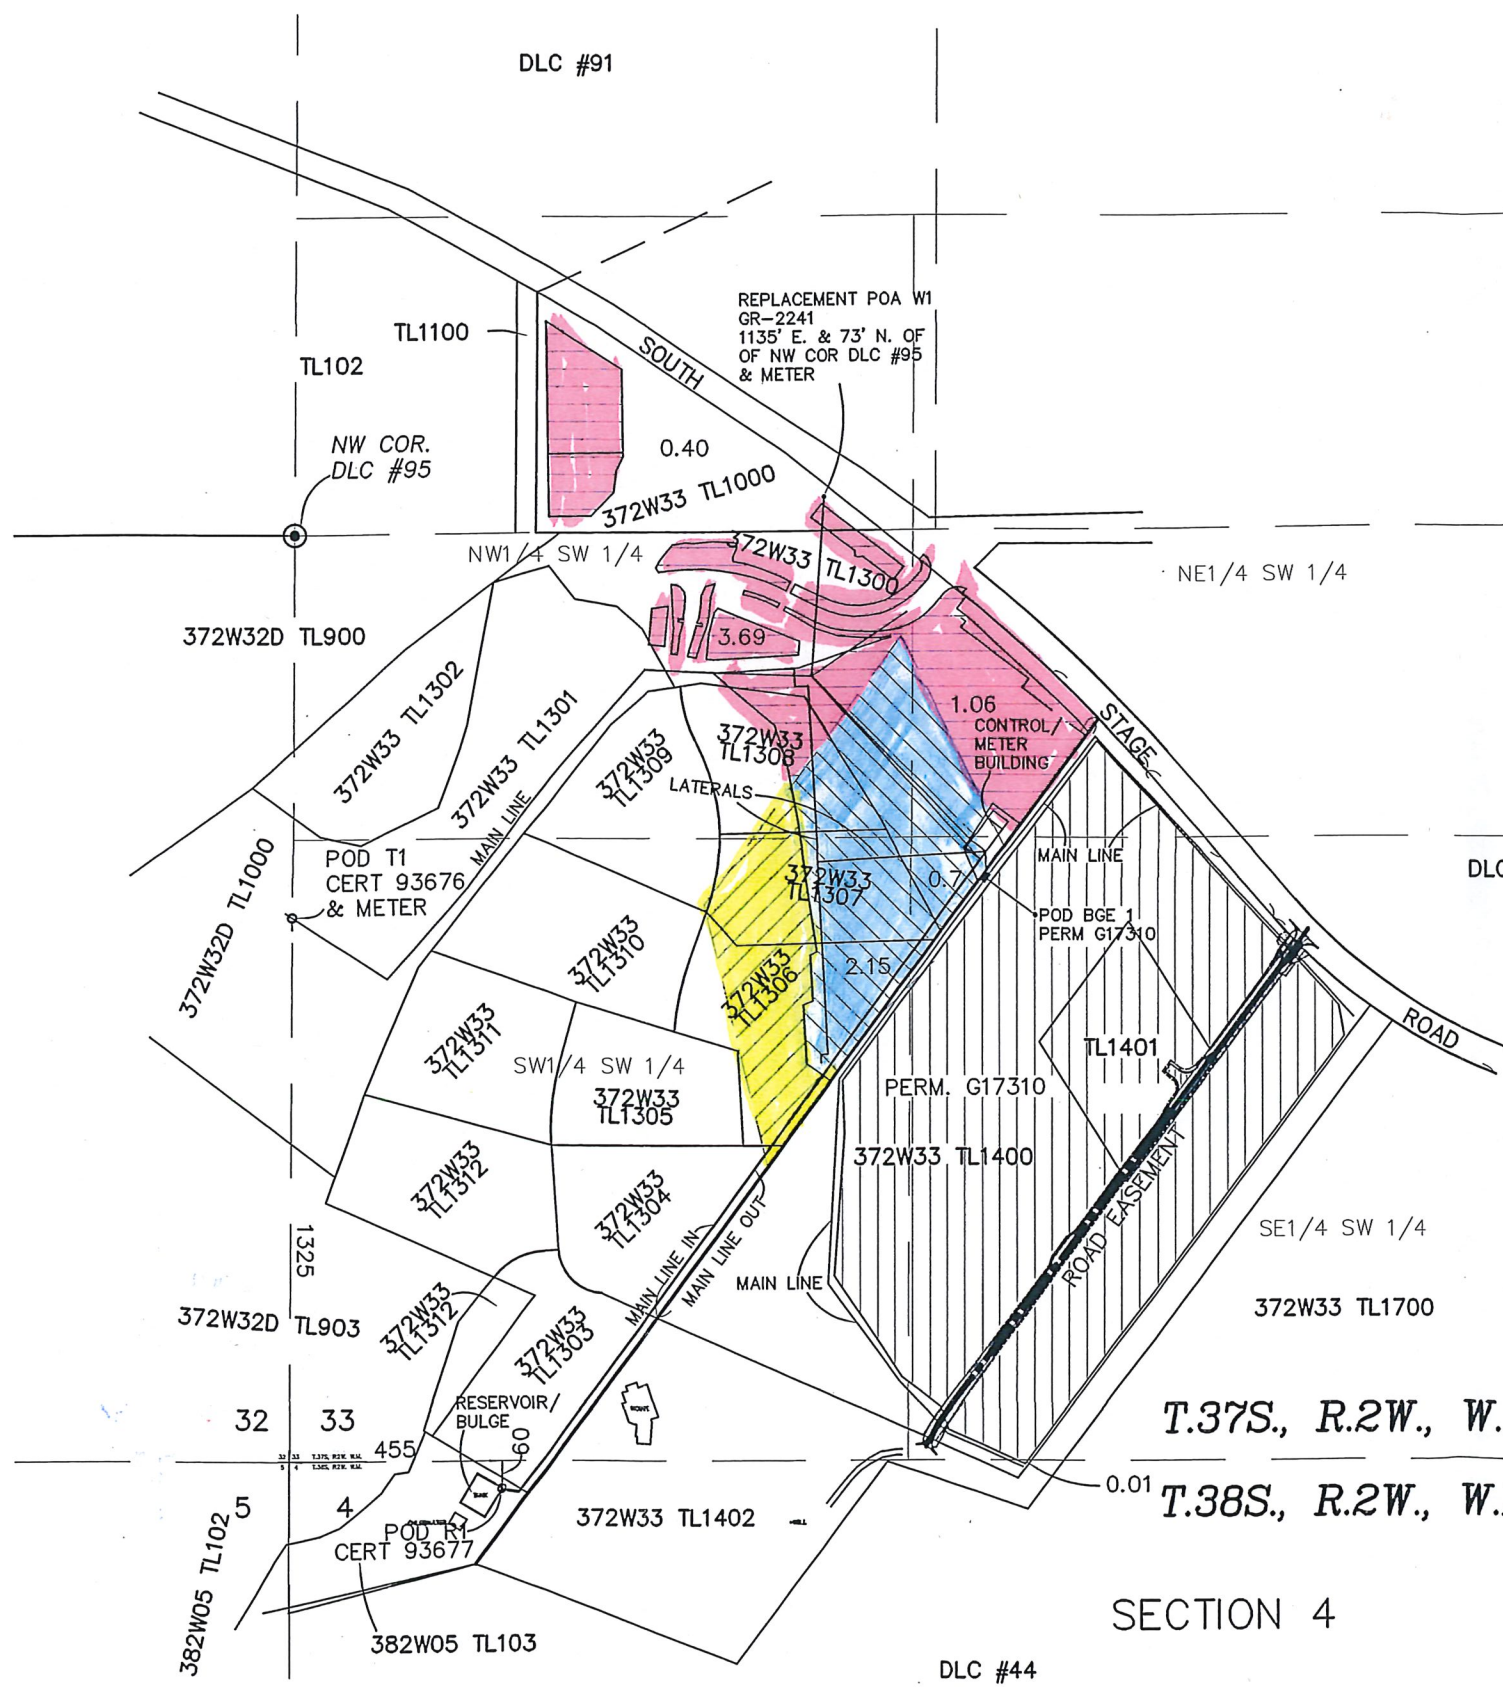 DLC #91
REPLACEMENT POA W1
GR-2241
1135' E. & 73' N. OF
OF NW COR DLC #95
& METER
TL1100
TL102
SOUTH
NW COR.
DLC #95
0.40
372W33 TL1000
NW1/4 SW 1/4
372W33 TL1300
NE1/4 SW 1/4
372W32D TL900
3.69
372W33 TL1302
372W33 TL1301
1.06
CONTROL/
METER
BUILDING
STAGE
372W33
TL1308
372W33
TL1309
LATERALS
MAIN LINE
MAIN LINE
POD T1
CERT 93676
& METER
372W32D TL1000
372W33
TL1307
0.7
DLC
POD BGE 1
PERM G17310
372W33
TL1310
372W33
TL1306
2.15
372W33
TL1311
SW1/4 SW 1/4
372W33
TL1305
TL1401
ROAD
PERM. G17310
372W33 TL1400
372W33
TL1312
372W33
TL1304
ROAD EASEMENT
1325
MAIN LINE IN
MAIN LINE OUT
MAIN LINE
SE1/4 SW 1/4
372W33 TL1700
372W32D TL903
372W33
TL1312
372W33
TL1303
RESERVOIR/
BULGE
60
32 33
455
32 33 T.37S, R.2W. W.M.
5 4 T.38S, R.2W. W.M.
T.37S., R.2W., W.
0.01
T.38S., R.2W., W.
5 4
372W33 TL1402
POD R1
CERT 93677
382W05 TL102
382W05 TL103
SECTION 4
DLC #44